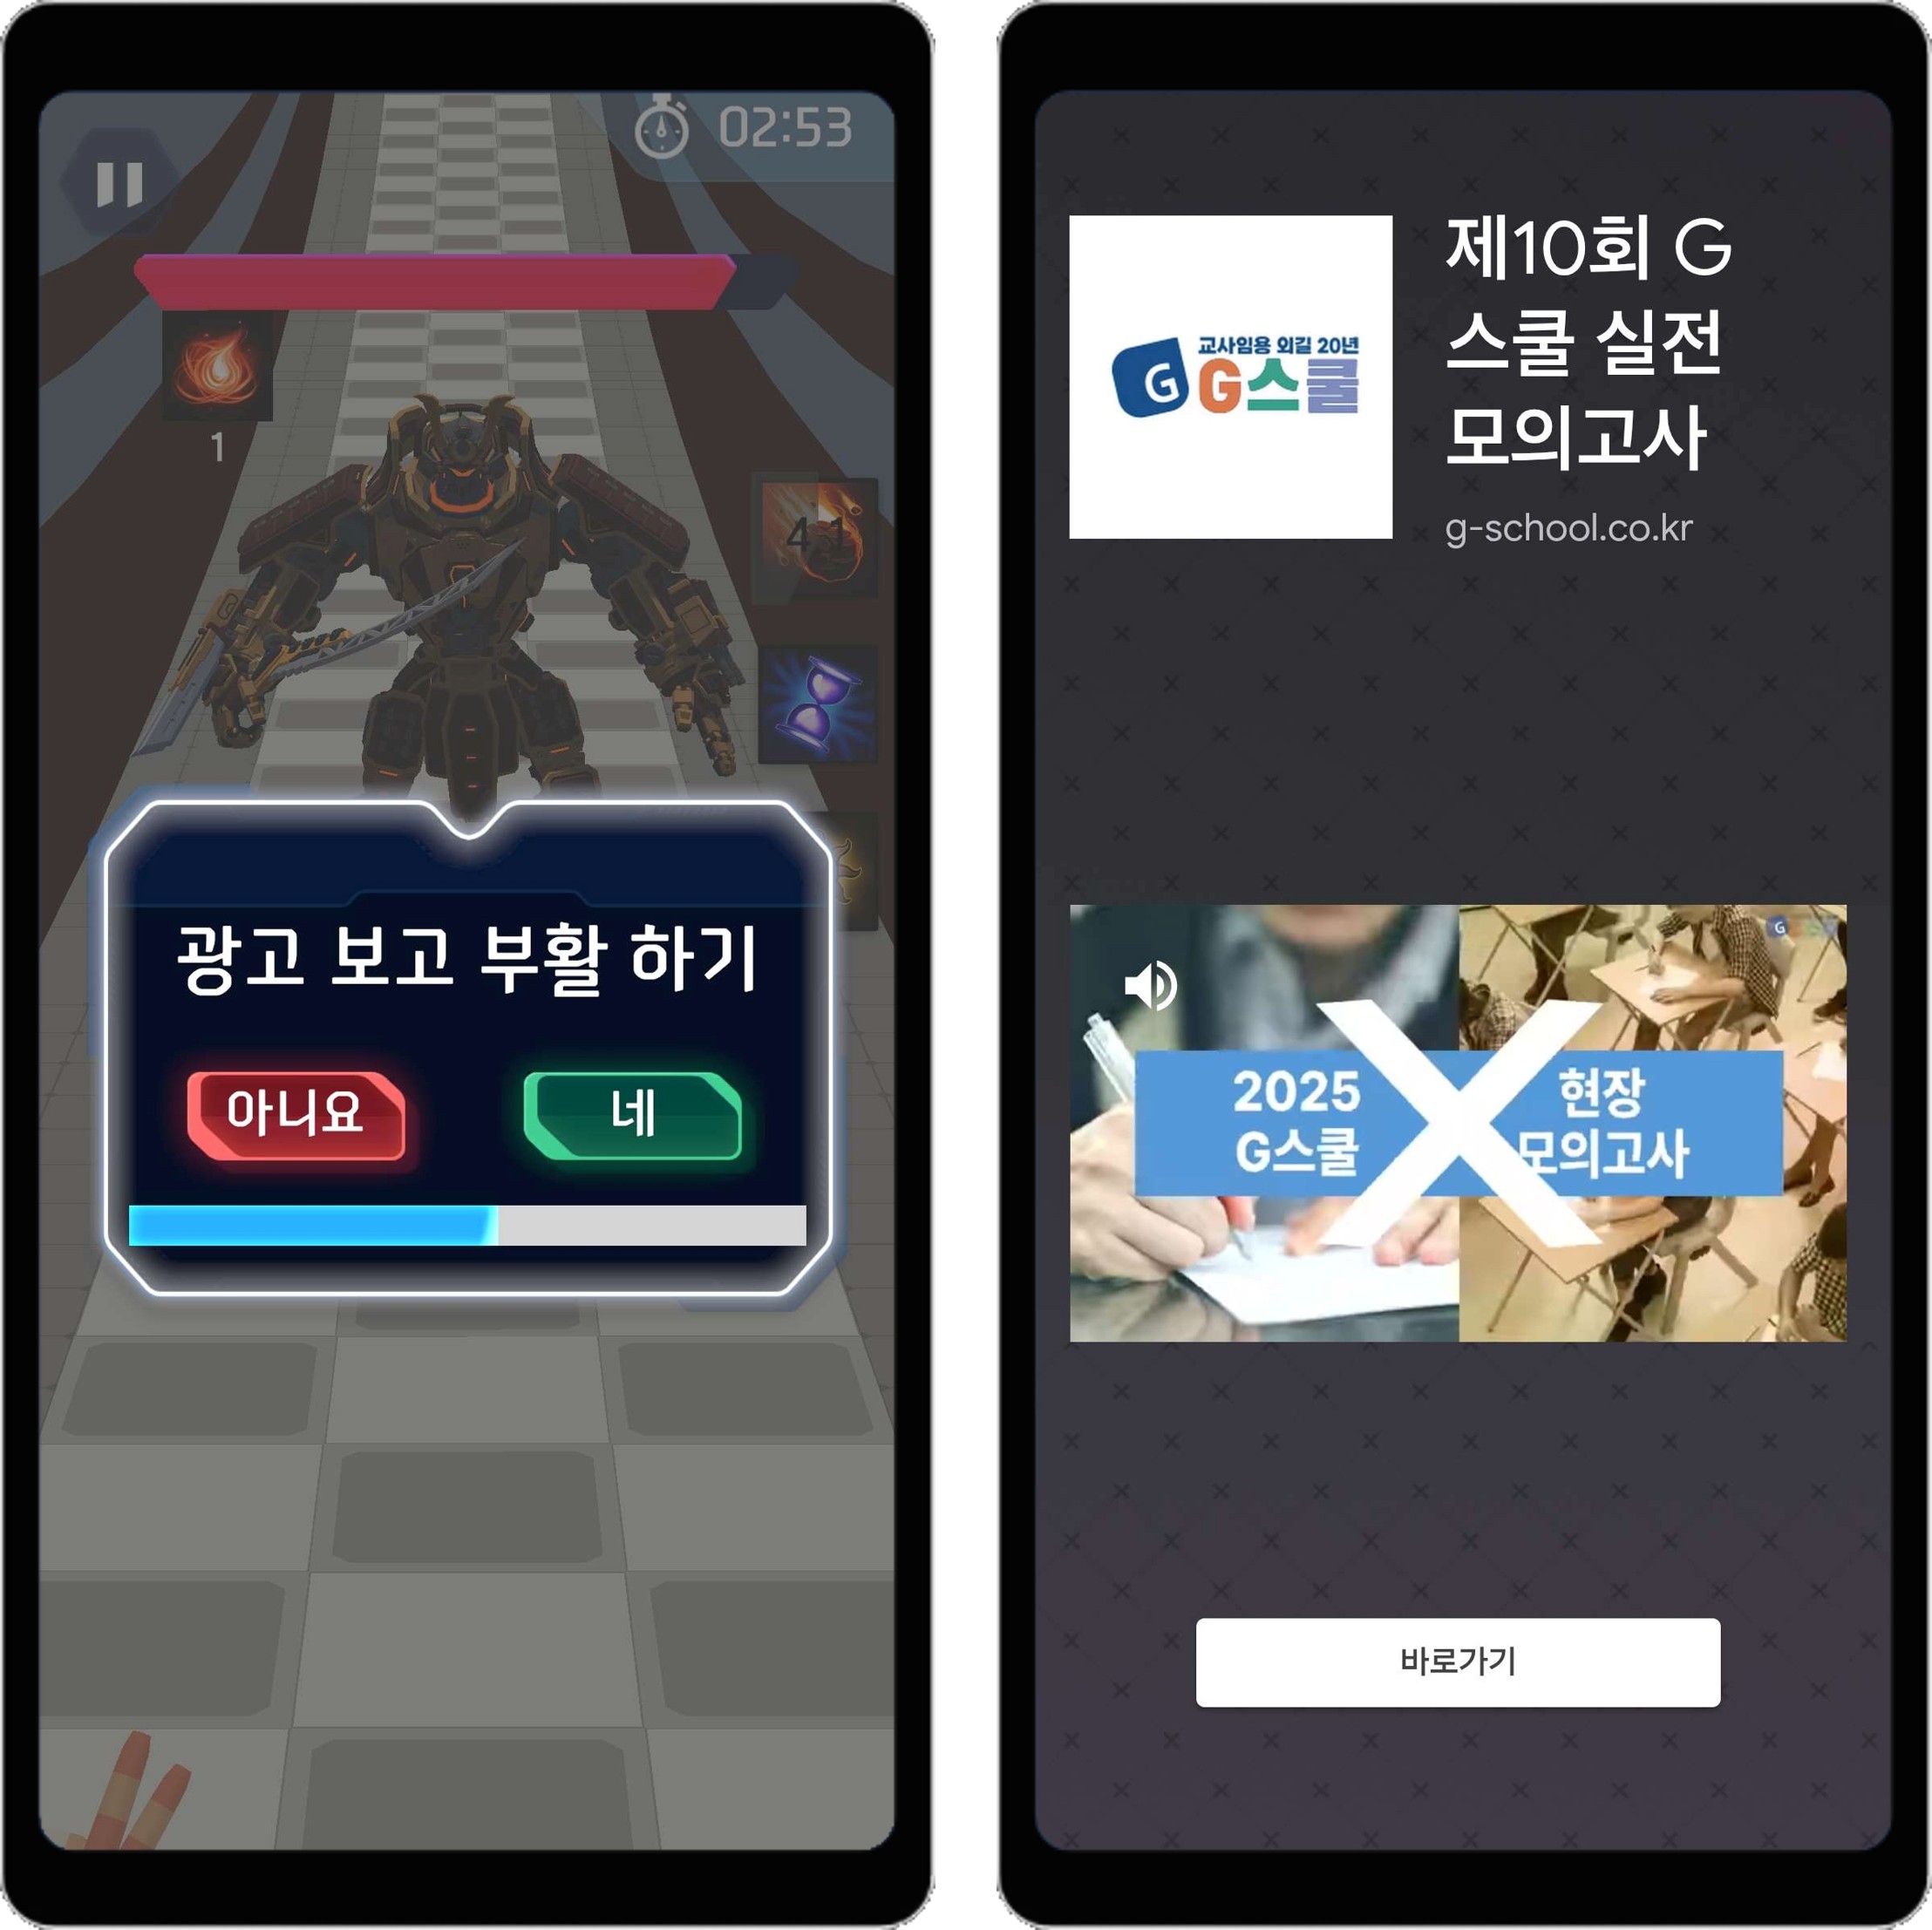 02:53
1
41
광고 보고 부활 하기
아니요
네
교사임용 외길 20년
G
G스쿨
제10회 G
스쿨 실전
모의고사
g-school.co.kr
G
2025
G스쿨
현장
모의고사
바로가기